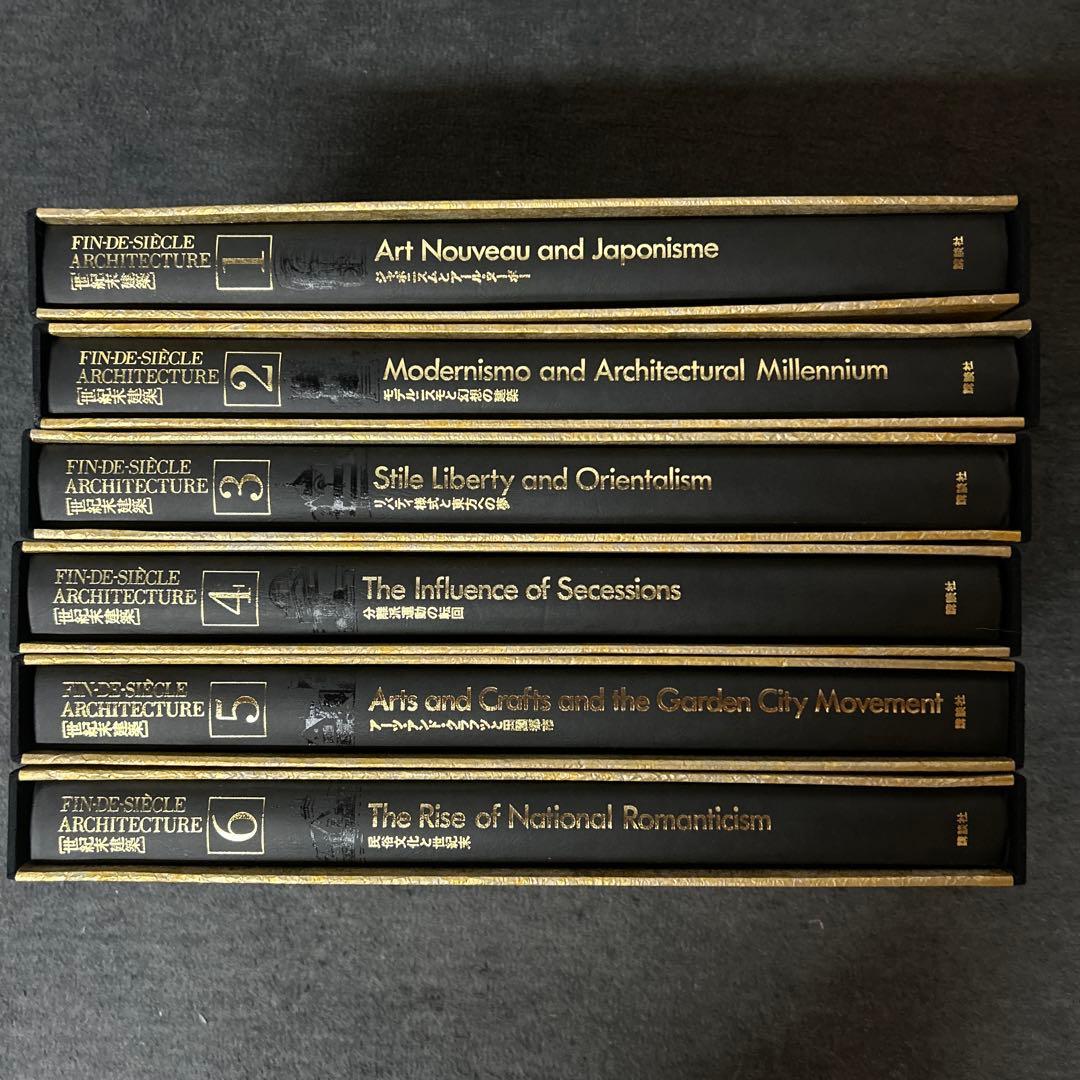 FIN-DE-SIÈCLE
ARCHITECTURE
[世紀末建築]
1
Art Nouveau and Japonisme
ジャポニスムとアール・ヌーボー
講談社
FIN-DE-SIÈCLE
ARCHITECTURE
[世紀末建築]
2
Modernismo and Architectural Millennium
モデルニスモと幻想の建築
講談社
FIN-DE-SIÈCLE
ARCHITECTURE
[世紀末建築]
3
Stile Liberty and Orientalism
リバティ様式と東方への夢
講談社
FIN-DE-SIÈCLE
ARCHITECTURE
[世紀末建築]
4
The Influence of Secessions
分離派運動の転回
講談社
FIN-DE-SIÈCLE
ARCHITECTURE
[世紀末建築]
5
Arts and Crafts and the Garden City Movement
アーツ・アンド・クラフツと田園都市
講談社
FIN-DE-SIÈCLE
ARCHITECTURE
[世紀末建築]
6
The Rise of National Romanticism
民俗文化と世紀末
講談社